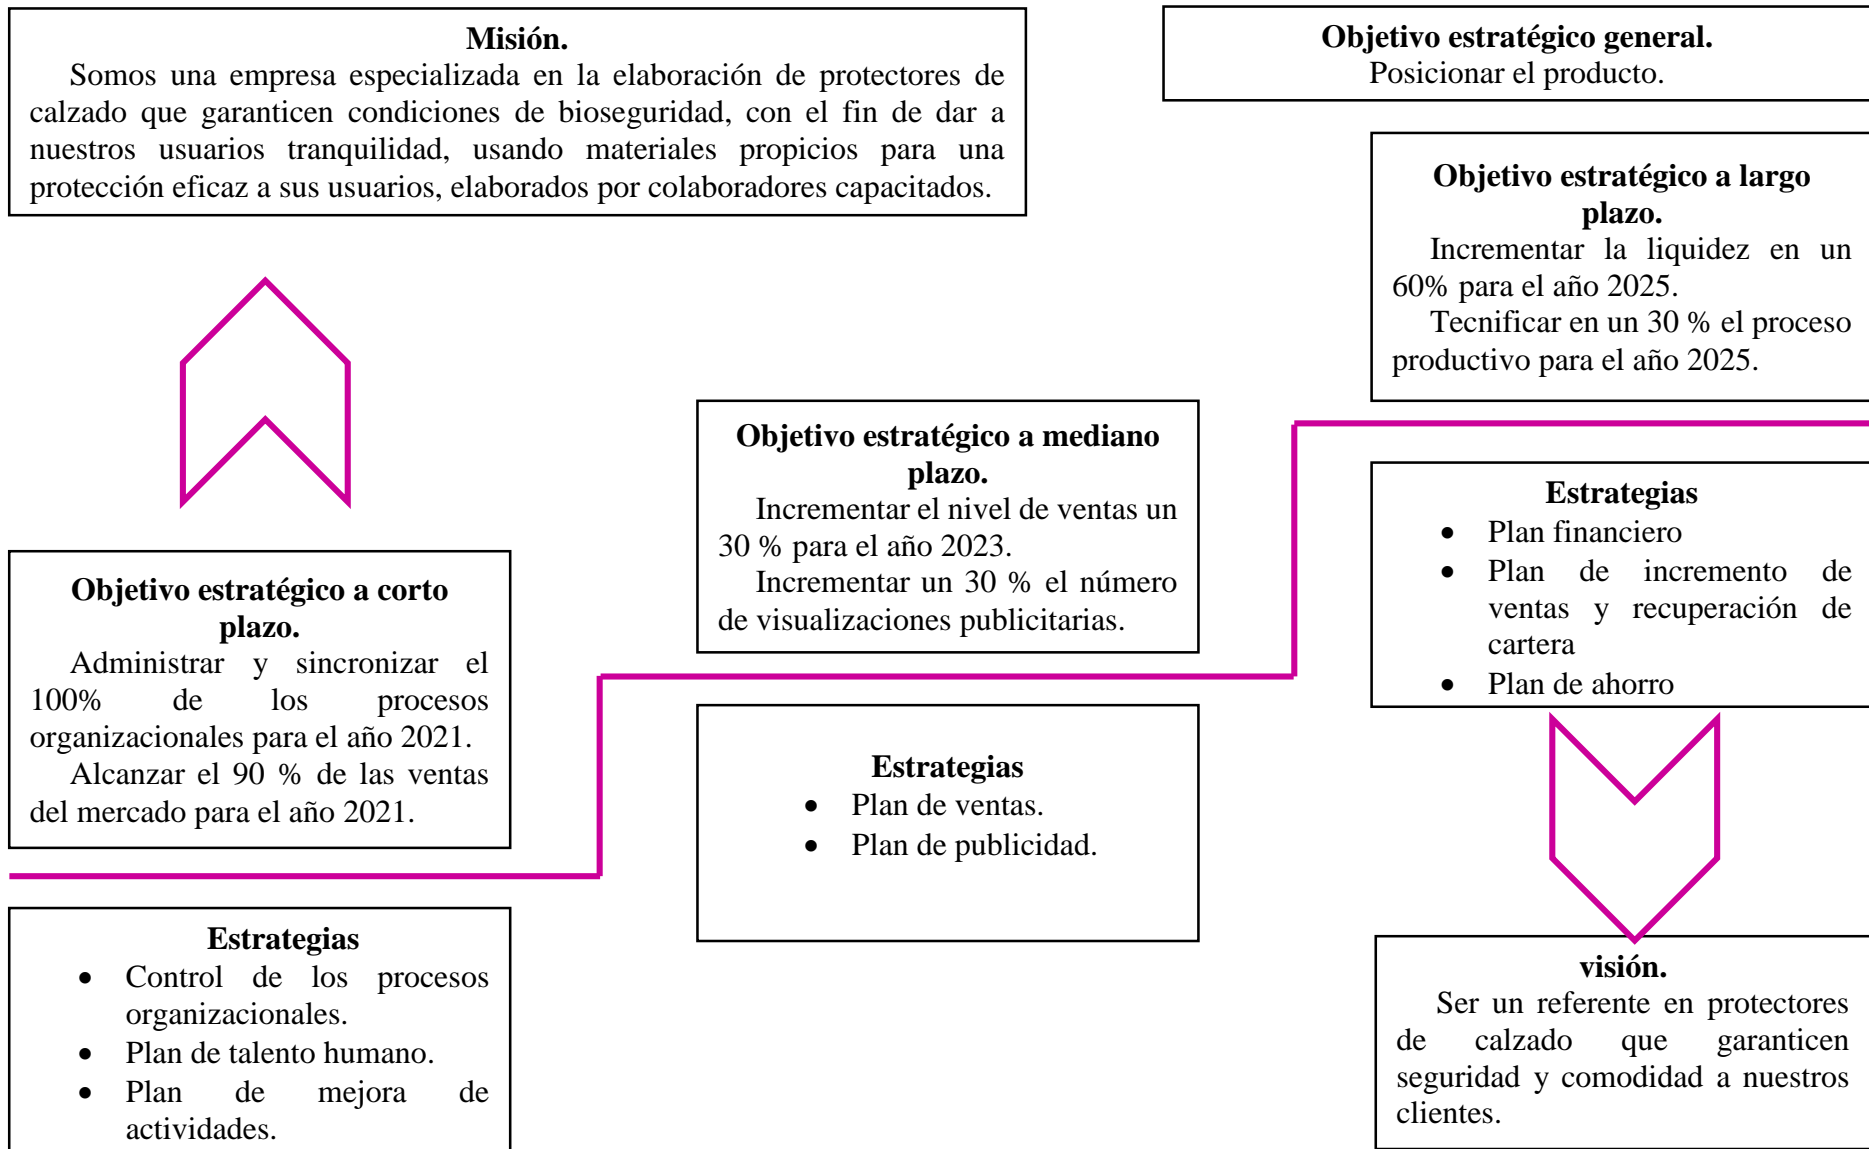 Misión.
Somos una empresa especializada en la elaboración de protectores de
calzado que garanticen condiciones de bioseguridad, con el fin de dar a
nuestros usuarios tranquilidad, usando materiales propicios para una
protección eficaz a sus usuarios, elaborados por colaboradores capacitados.
Objetivo estratégico general.
Posicionar el producto.
Objetivo estratégico a largo
plazo.
Incrementar la liquidez en un
60% para el año 2025.
Tecnificar en un 30 % el proceso
productivo para el año 2025.
Objetivo estratégico a mediano
plazo.
Incrementar el nivel de ventas un
30 % para el año 2023.
Incrementar un 30 % el número
de visualizaciones publicitarias.
Objetivo estratégico a corto
plazo.
Administrar y sincronizar el
100% de los procesos
organizacionales para el año 2021.
Alcanzar el 90 % de las ventas
del mercado para el año 2021.
Estrategias
• Plan financiero
• Plan de incremento de
ventas y recuperación de
cartera
• Plan de ahorro
Estrategias
• Plan de ventas.
• Plan de publicidad.
Estrategias
• Control de los procesos
organizacionales.
• Plan de talento humano.
• Plan de mejora de
actividades.
visión.
Ser un referente en protectores
de calzado que garanticen
seguridad y comodidad a nuestros
clientes.